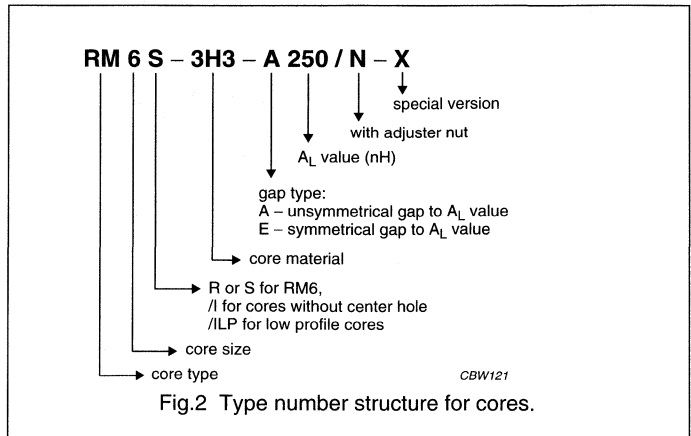 RM 6 S – 3H3 – A 250 / N – X
special version
with adjuster nut
AL value (nH)
gap type:
A – unsymmetrical gap to AL value
E – symmetrical gap to AL value
core material
R or S for RM6,
/I for cores without center hole
/ILP for low profile cores
core size
core type
CBW121
Fig.2 Type number structure for cores.